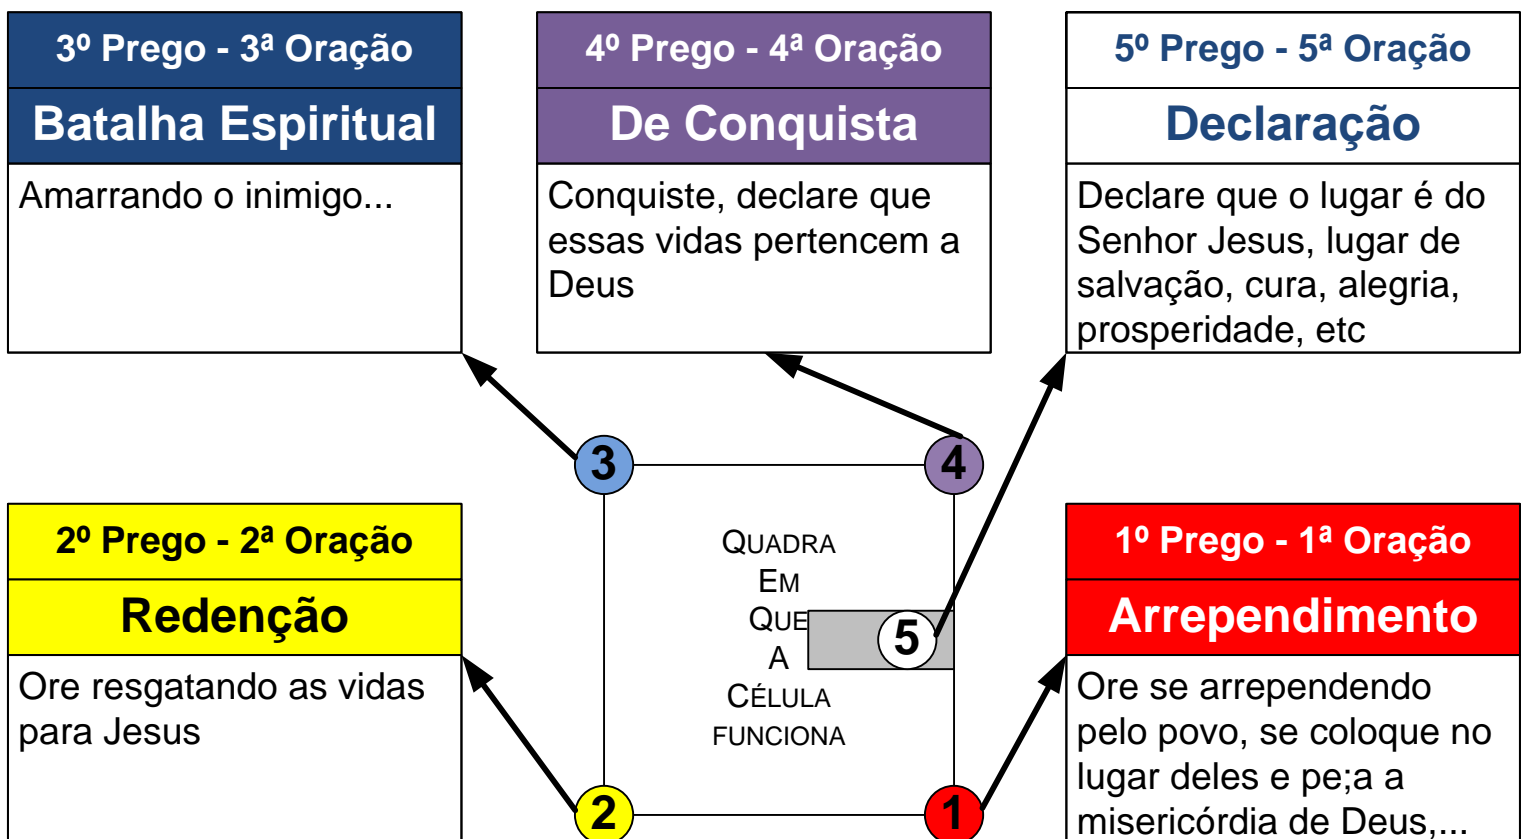 3º Prego - 3ª Oração
Batalha Espiritual
Amarrando o inimigo...
4º Prego - 4ª Oração
De Conquista
Conquiste, declare que
essas vidas pertencem a
Deus
5º Prego - 5ª Oração
Declaração
Declare que o lugar é do
Senhor Jesus, lugar de
salvação, cura, alegria,
prosperidade, etc
3
4
2º Prego - 2ª Oração
Redenção
Ore resgatando as vidas
para Jesus
QUADRA
EM
QUE
A
CÉLULA
FUNCIONA
5
2
1
1º Prego - 1ª Oração
Arrependimento
Ore se arrependendo
pelo povo, se coloque no
lugar deles e pe;a a
misericórdia de Deus,...